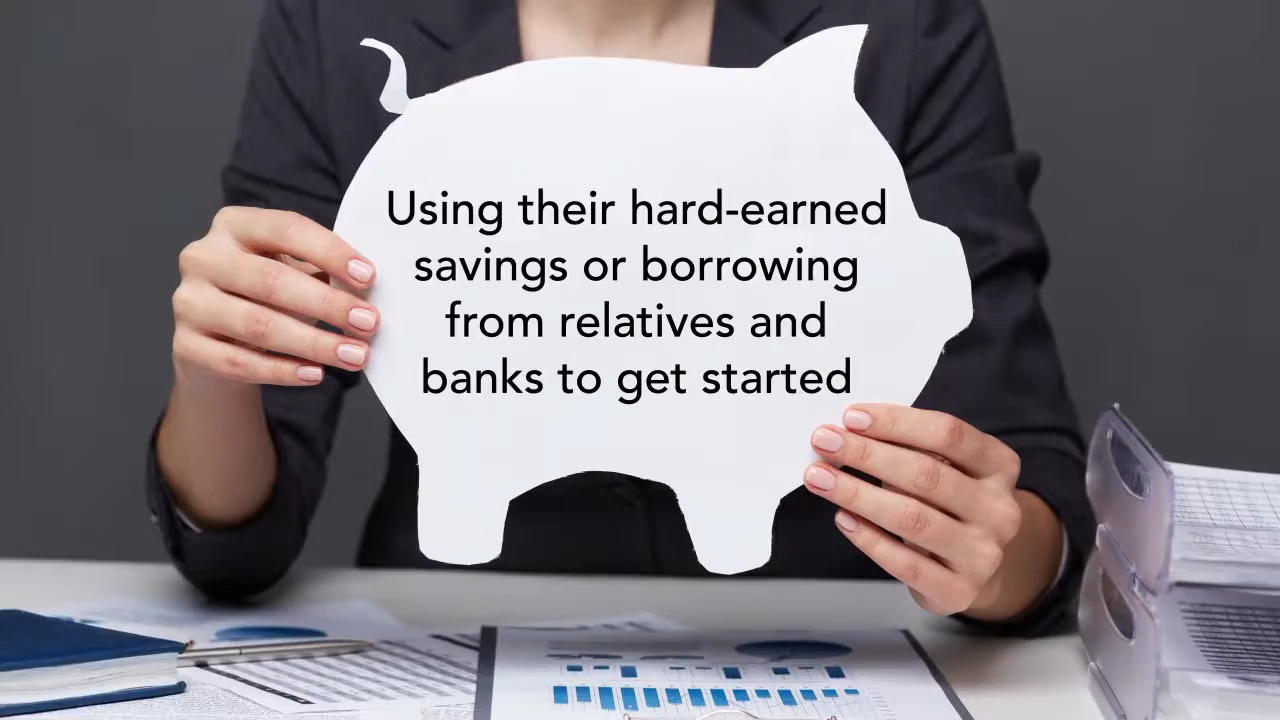 Using their hard-earned
savings or borrowing
from relatives and
banks to get started